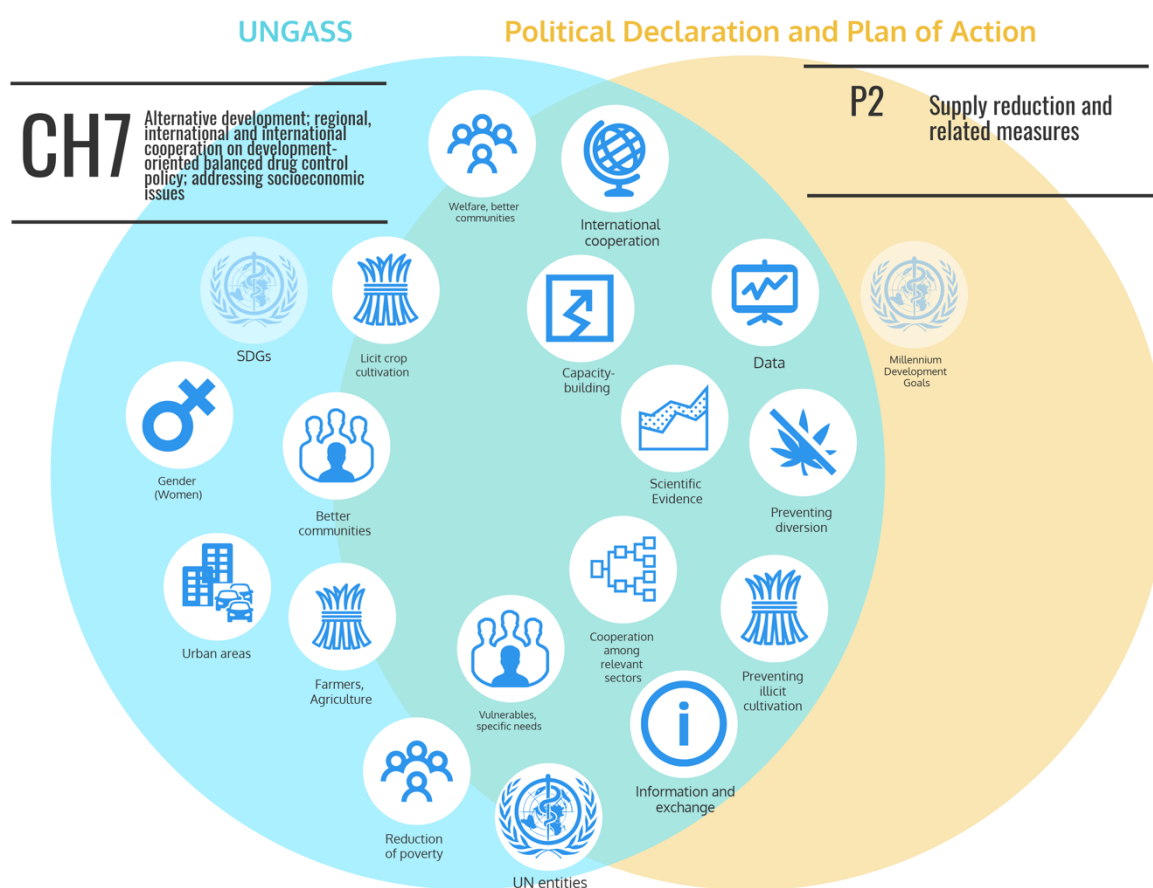 UNGASS
Political Declaration and Plan of Action
CH7
Alternative development; regional,
international and international
cooperation on development-
oriented balanced drug control
policy; addressing socioeconomic
issues
P2
Supply reduction and
related measures
Welfare, better
communities
International
cooperation
SDGs
Licit crop
cultivation
Capacity-
building
Data
Millennium
Development
Goals
Gender
(Women)
Better
communities
Scientific
Evidence
Preventing
diversion
Urban areas
Farmers,
Agriculture
Vulnerables,
specific needs
Cooperation
among
relevant
sectors
Preventing
illicit
cultivation
Reduction
of poverty
UN entities
Information and
exchange